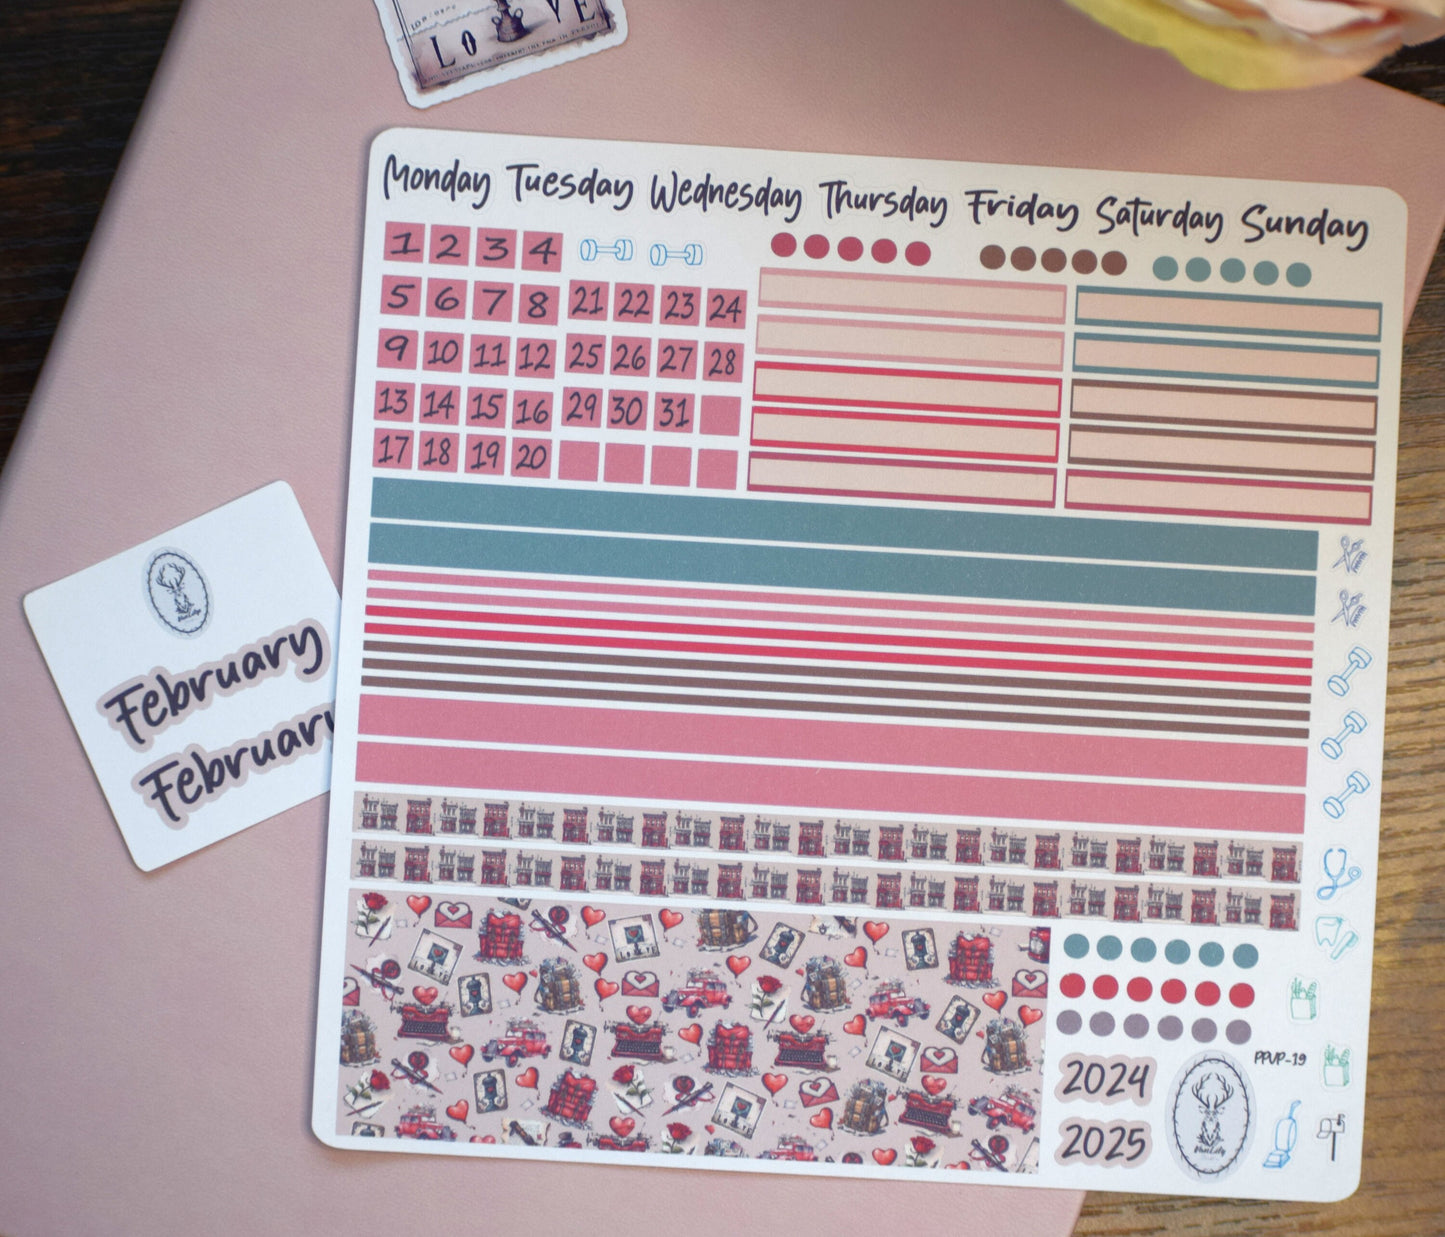 LOVE
Monday Tuesday Wednesday Thursday Friday Saturday Sunday
1 2 3 4
5 6 7 8 21 22 23 24
9 10 11 12 25 26 27 28
13 14 15 16 29 30 31
17 18 19 20
February
February
PPVP-19
2024
2025
VanLily